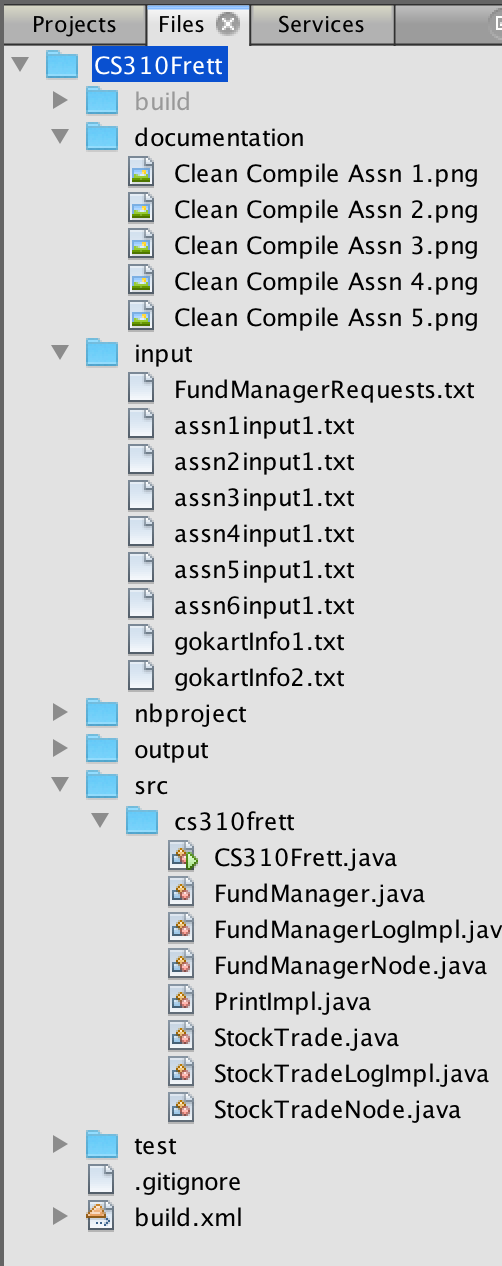 Projects Files Services
CS310Frett
build
documentation
Clean Compile Assn 1.png
Clean Compile Assn 2.png
Clean Compile Assn 3.png
Clean Compile Assn 4.png
Clean Compile Assn 5.png
input
FundManagerRequests.txt
assn1input1.txt
assn2input1.txt
assn3input1.txt
assn4input1.txt
assn5input1.txt
assn6input1.txt
gokartInfo1.txt
gokartInfo2.txt
nbproject
output
src
cs310frett
CS310Frett.java
FundManager.java
FundManagerLogImpl.jav
FundManagerNode.java
PrintImpl.java
StockTrade.java
StockTradeLogImpl.java
StockTradeNode.java
test
.gitignore
build.xml